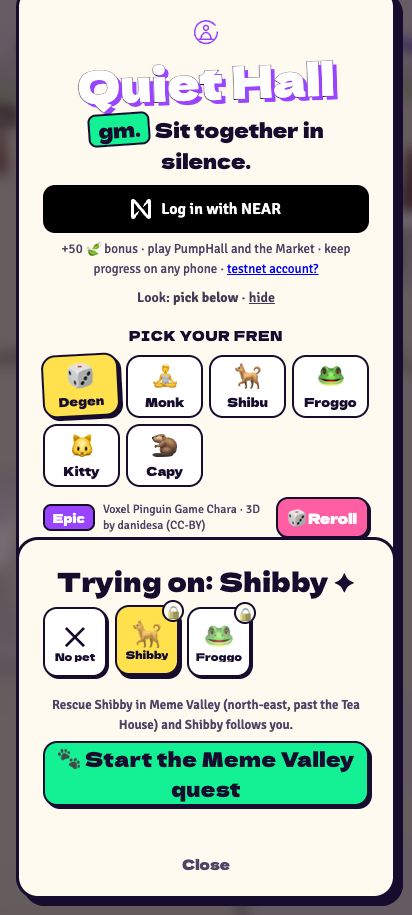 Quiet Hall
gm. Sit together in
silence.
Log in with NEAR
+50 🍃 bonus · play PumpHall and the Market · keep
progress on any phone · testnet account?
Look: pick below · hide
PICK YOUR FREN
Degen
Monk
Shibu
Froggo
Kitty
Capy
Epic
Voxel Pinguin Game Chara · 3D
by danidesa (CC-BY)
🎲 Reroll
Trying on: Shibby ✦
No pet
Shibby
Froggo
Rescue Shibby in Meme Valley (north-east, past the Tea
House) and Shibby follows you.
🐾 Start the Meme Valley
quest
Close